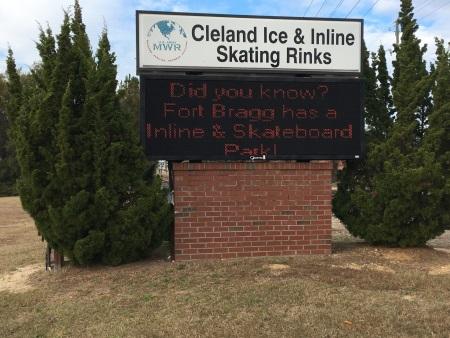 MWR
Cleland Ice & Inline
Skating Rinks
Did you know?
Fort Bragg has a
Inline & Skateboard
Park!